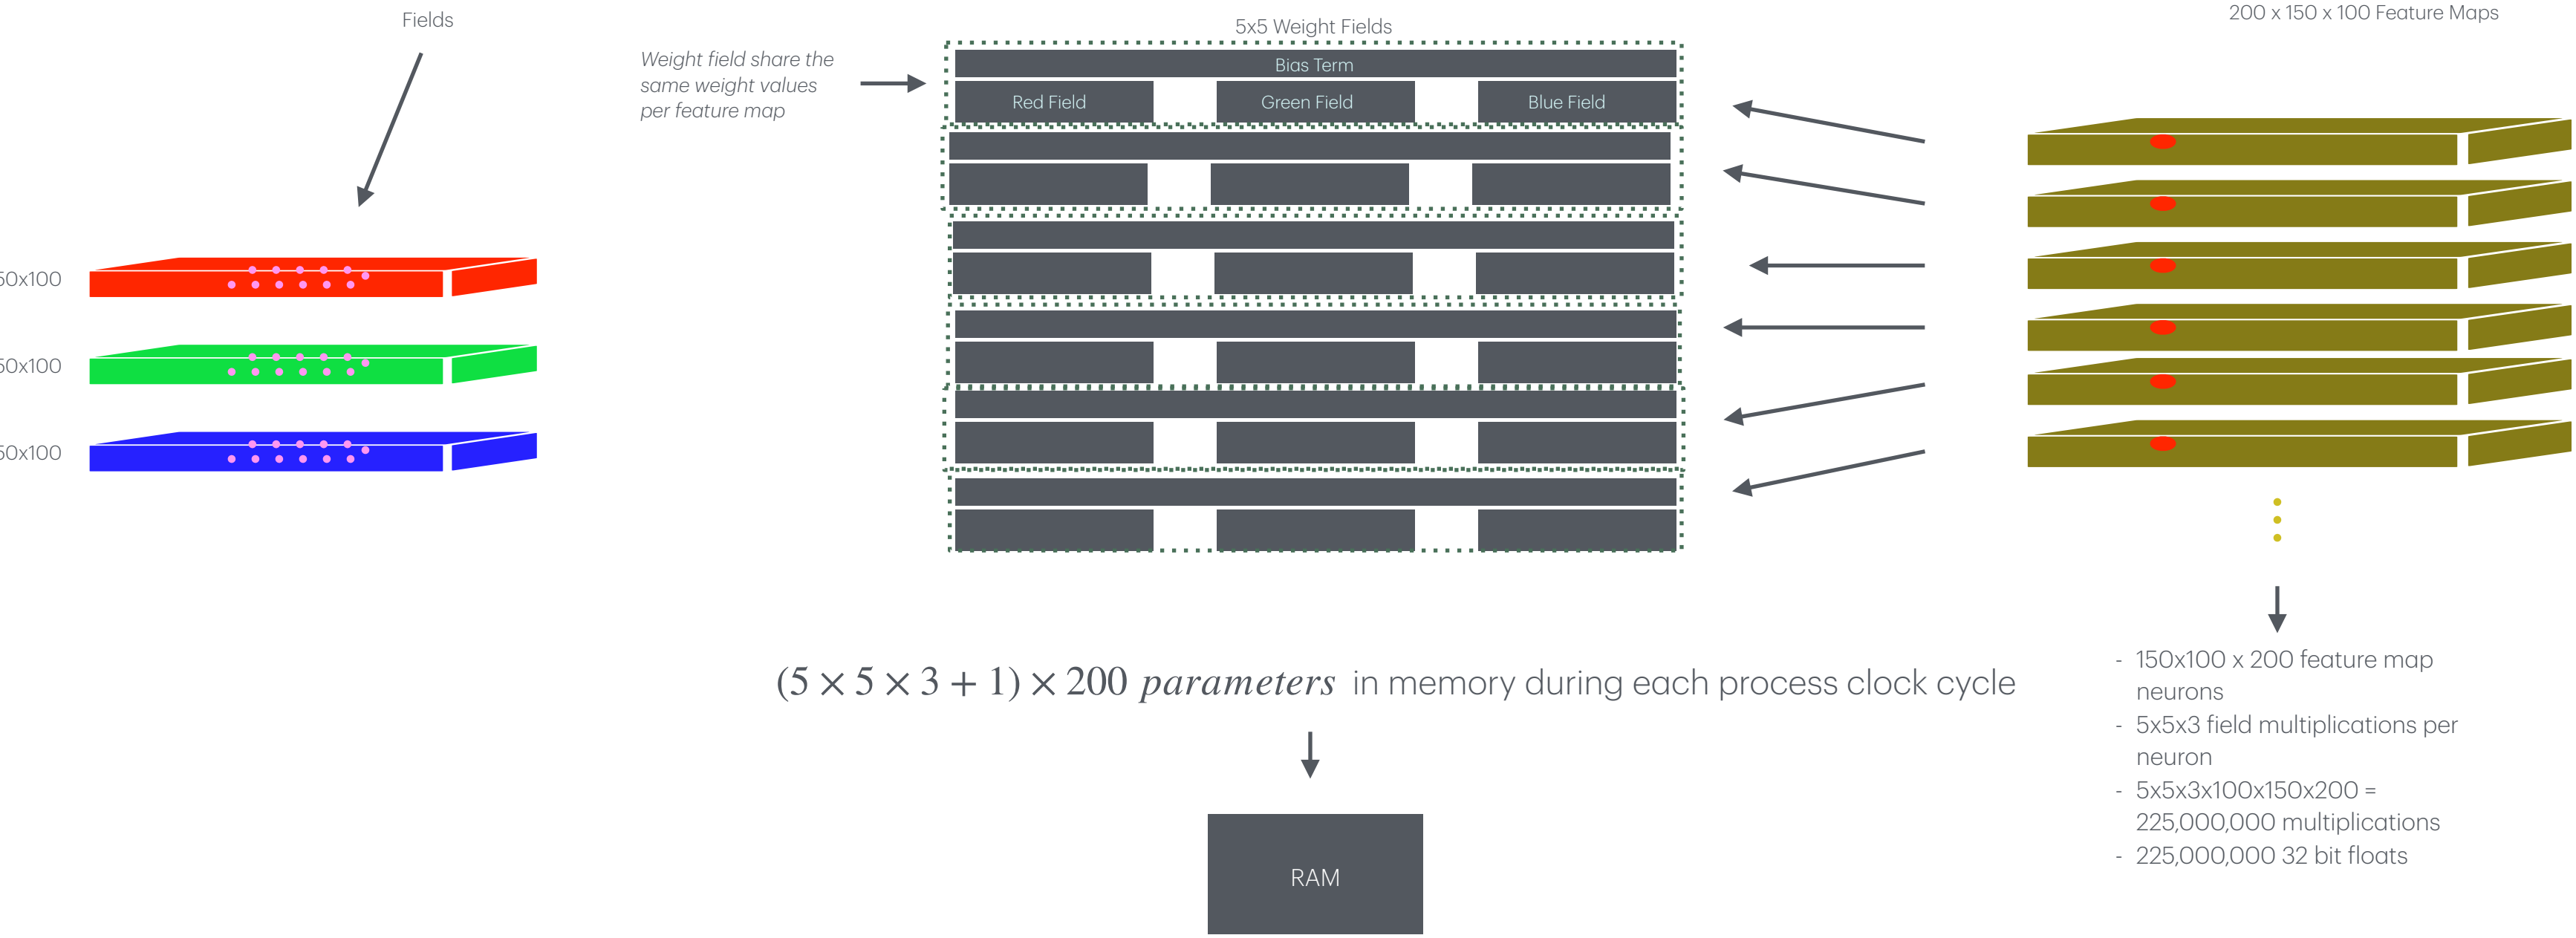 Fields
5x5 Weight Fields
200 x 150 x 100 Feature Maps
Weight field share the
same weight values
per feature map
Bias Term
Red Field
Green Field
Blue Field
50x100
50x100
50x100
(5 × 5 × 3 + 1) × 200 parameters in memory during each process clock cycle
RAM
- 150x100 x 200 feature map
neurons
- 5x5x3 field multiplications per
neuron
- 5x5x3x100x150x200 =
225,000,000 multiplications
- 225,000,000 32 bit floats